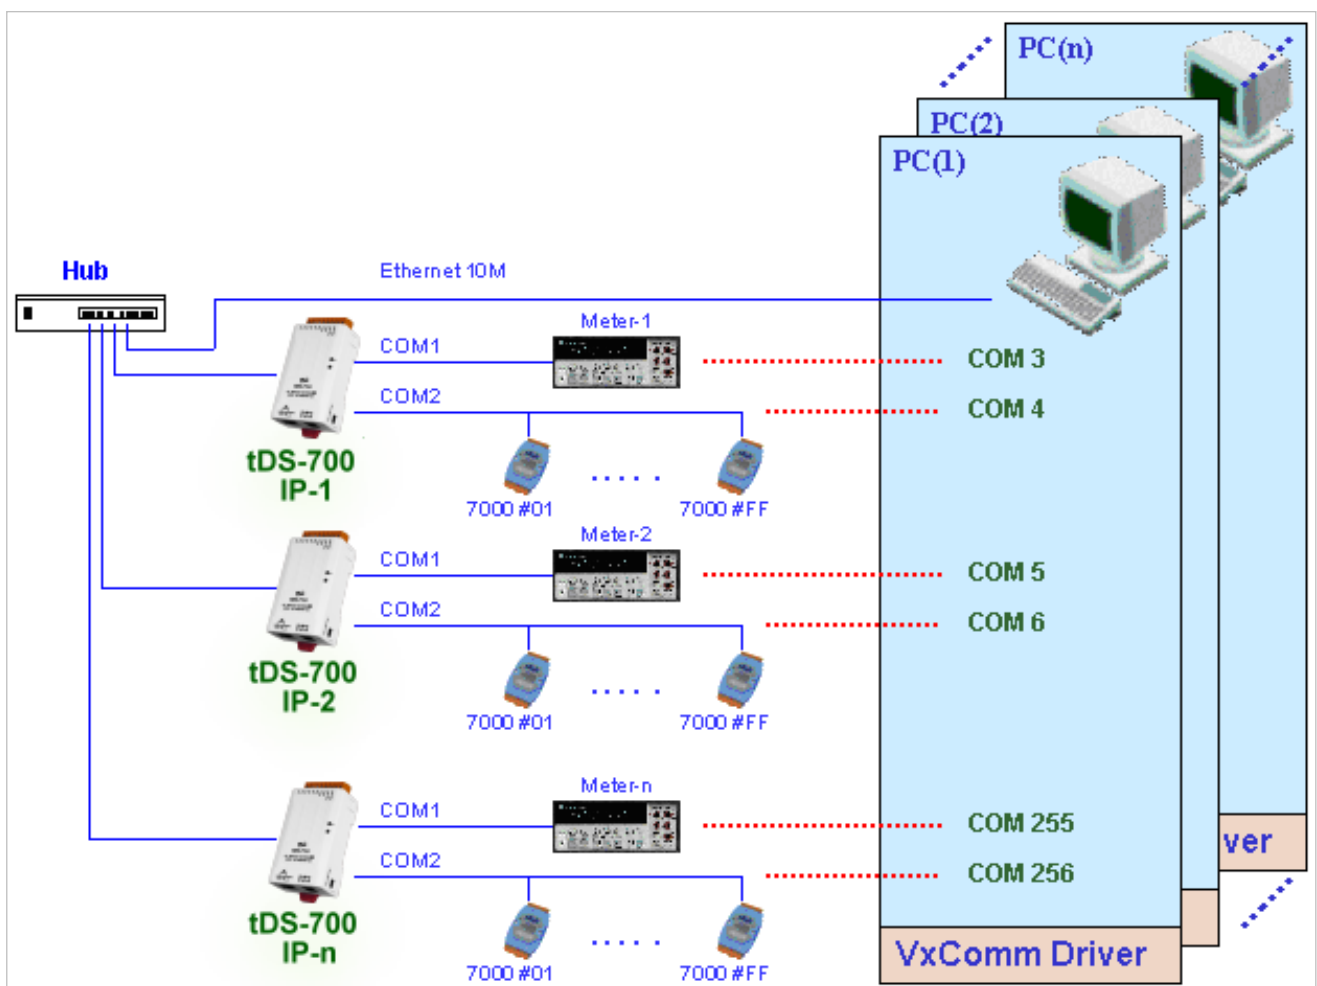 PC(n)
PC(2)
PC(1)
Hub
Ethernet 10M
Meter-1
COM1
COM 3
COM2
COM 4
tDS-700
IP-1
7000 #01
7000 #FF
Meter-2
COM1
COM 5
COM2
COM 6
tDS-700
IP-2
7000 #01
7000 #FF
Meter-n
COM1
COM 255
COM2
COM 256
ver
tDS-700
IP-n
7000 #01
7000 #FF
VxComm Driver